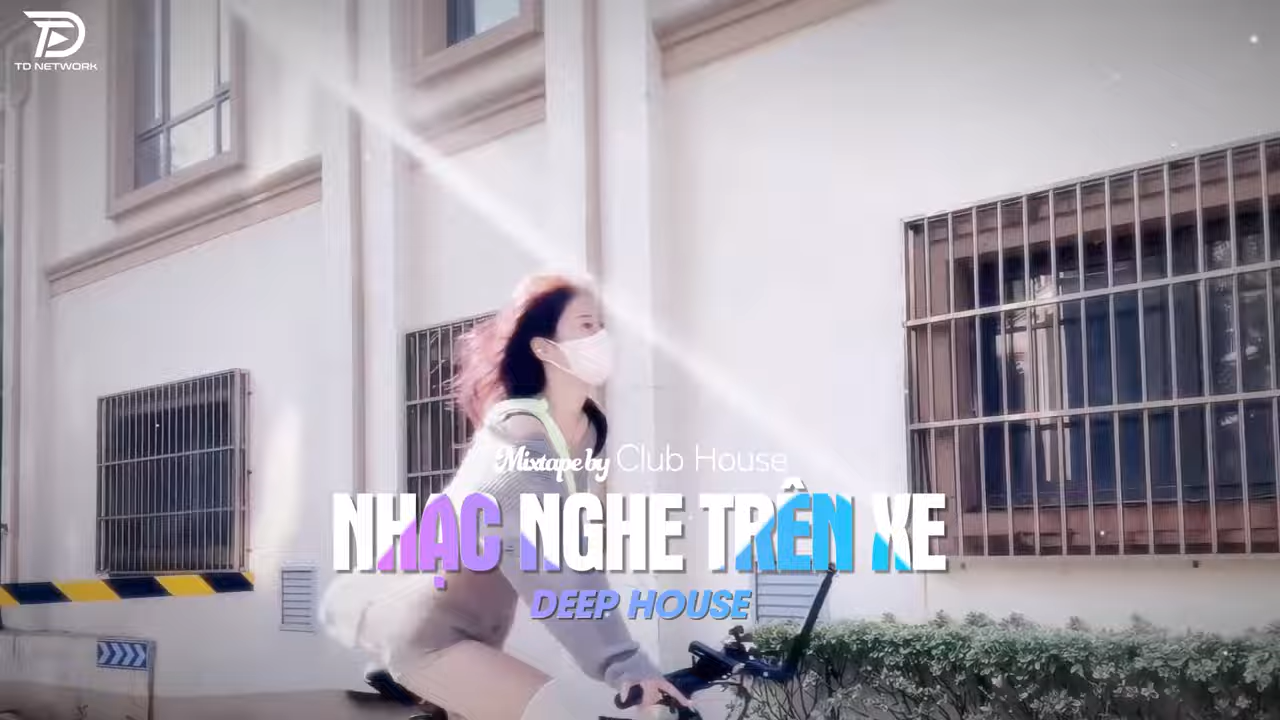 TD NETWORK
Mixtape by Club House
NHẠC NGHE TRÊN XE
DEEP HOUSE